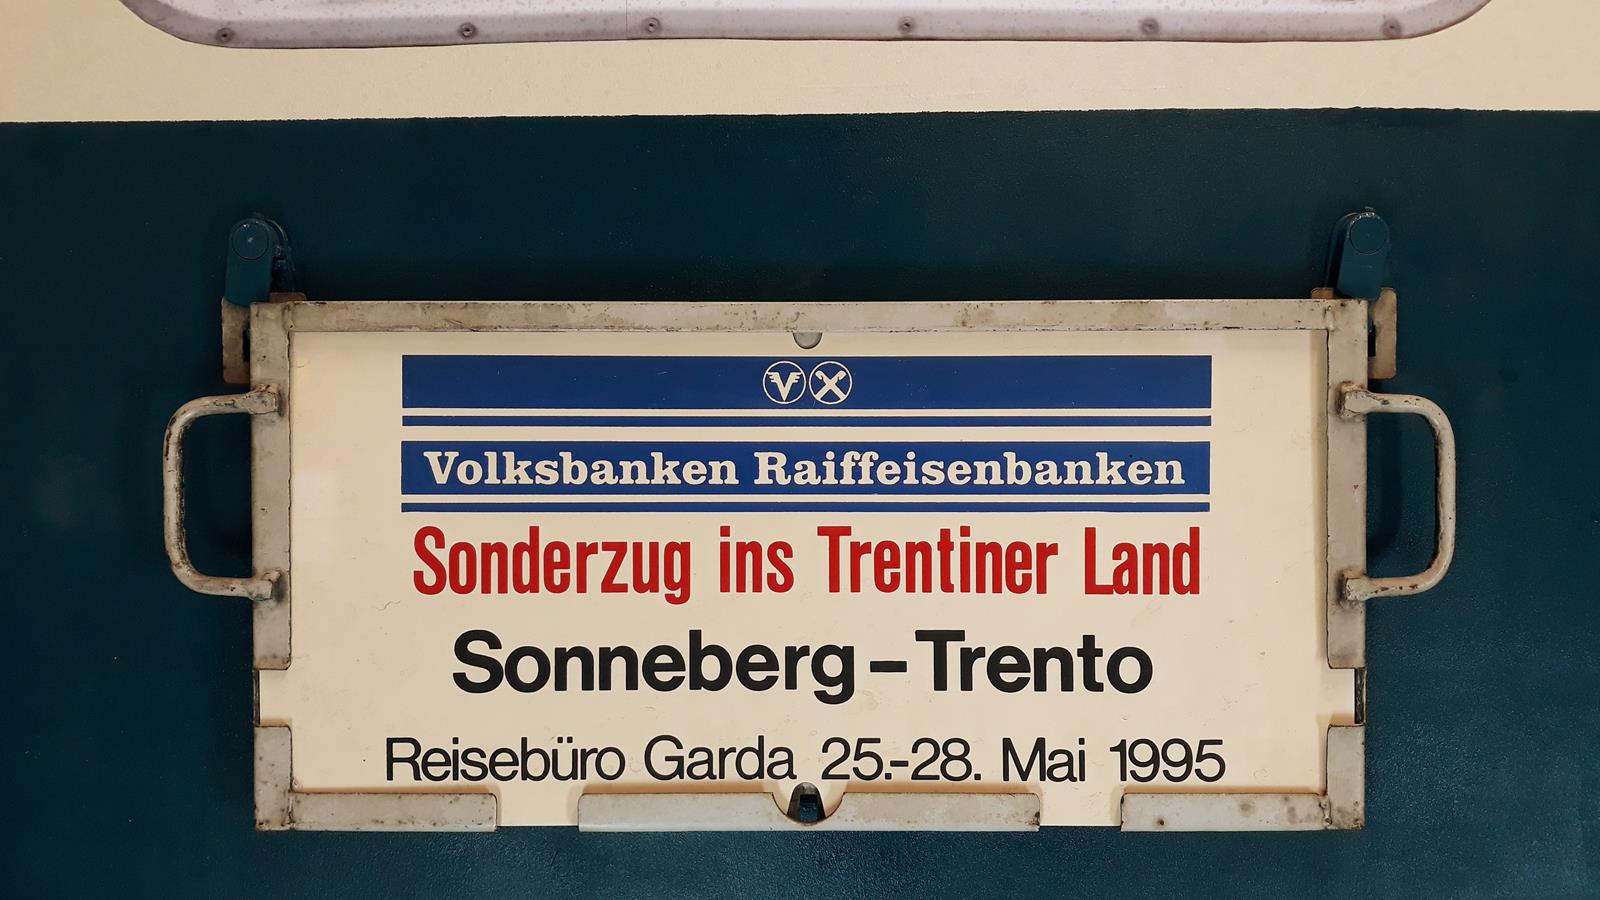 Volksbanken Raiffeisenbanken
Sonderzug ins Trentiner Land
Sonneberg–Trento
Reisebüro Garda 25.-28. Mai 1995